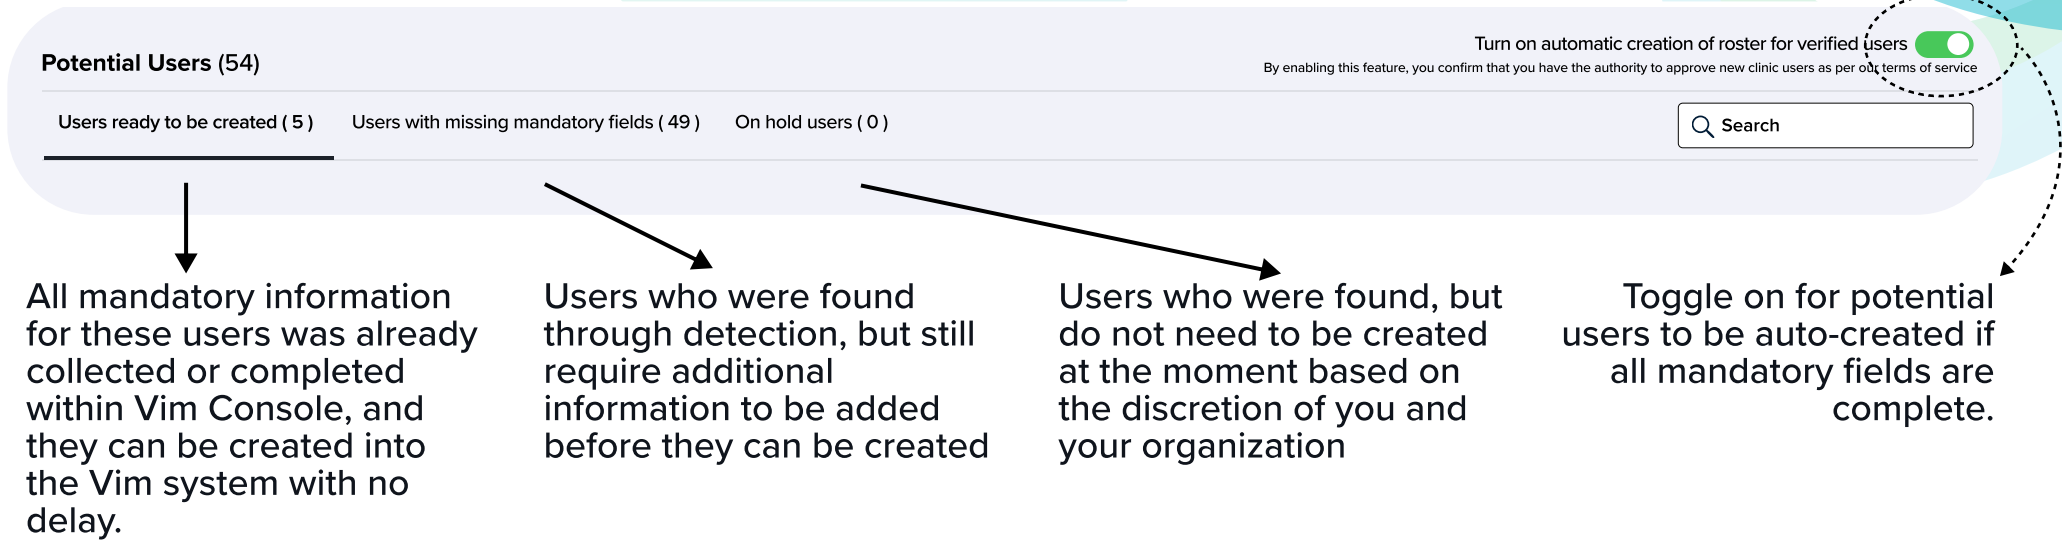 Potential Users (54)
Turn on automatic creation of roster for verified users
By enabling this feature, you confirm that you have the authority to approve new clinic users as per our terms of service
Users ready to be created ( 5 )
Users with missing mandatory fields ( 49 )
On hold users ( 0 )
Search
All mandatory information
for these users was already
collected or completed
within Vim Console, and
they can be created into
the Vim system with no
delay.
Users who were found
through detection, but still
require additional
information to be added
before they can be created
Users who were found, but
do not need to be created
at the moment based on
the discretion of you and
your organization
Toggle on for potential
users to be auto-created if
all mandatory fields are
complete.